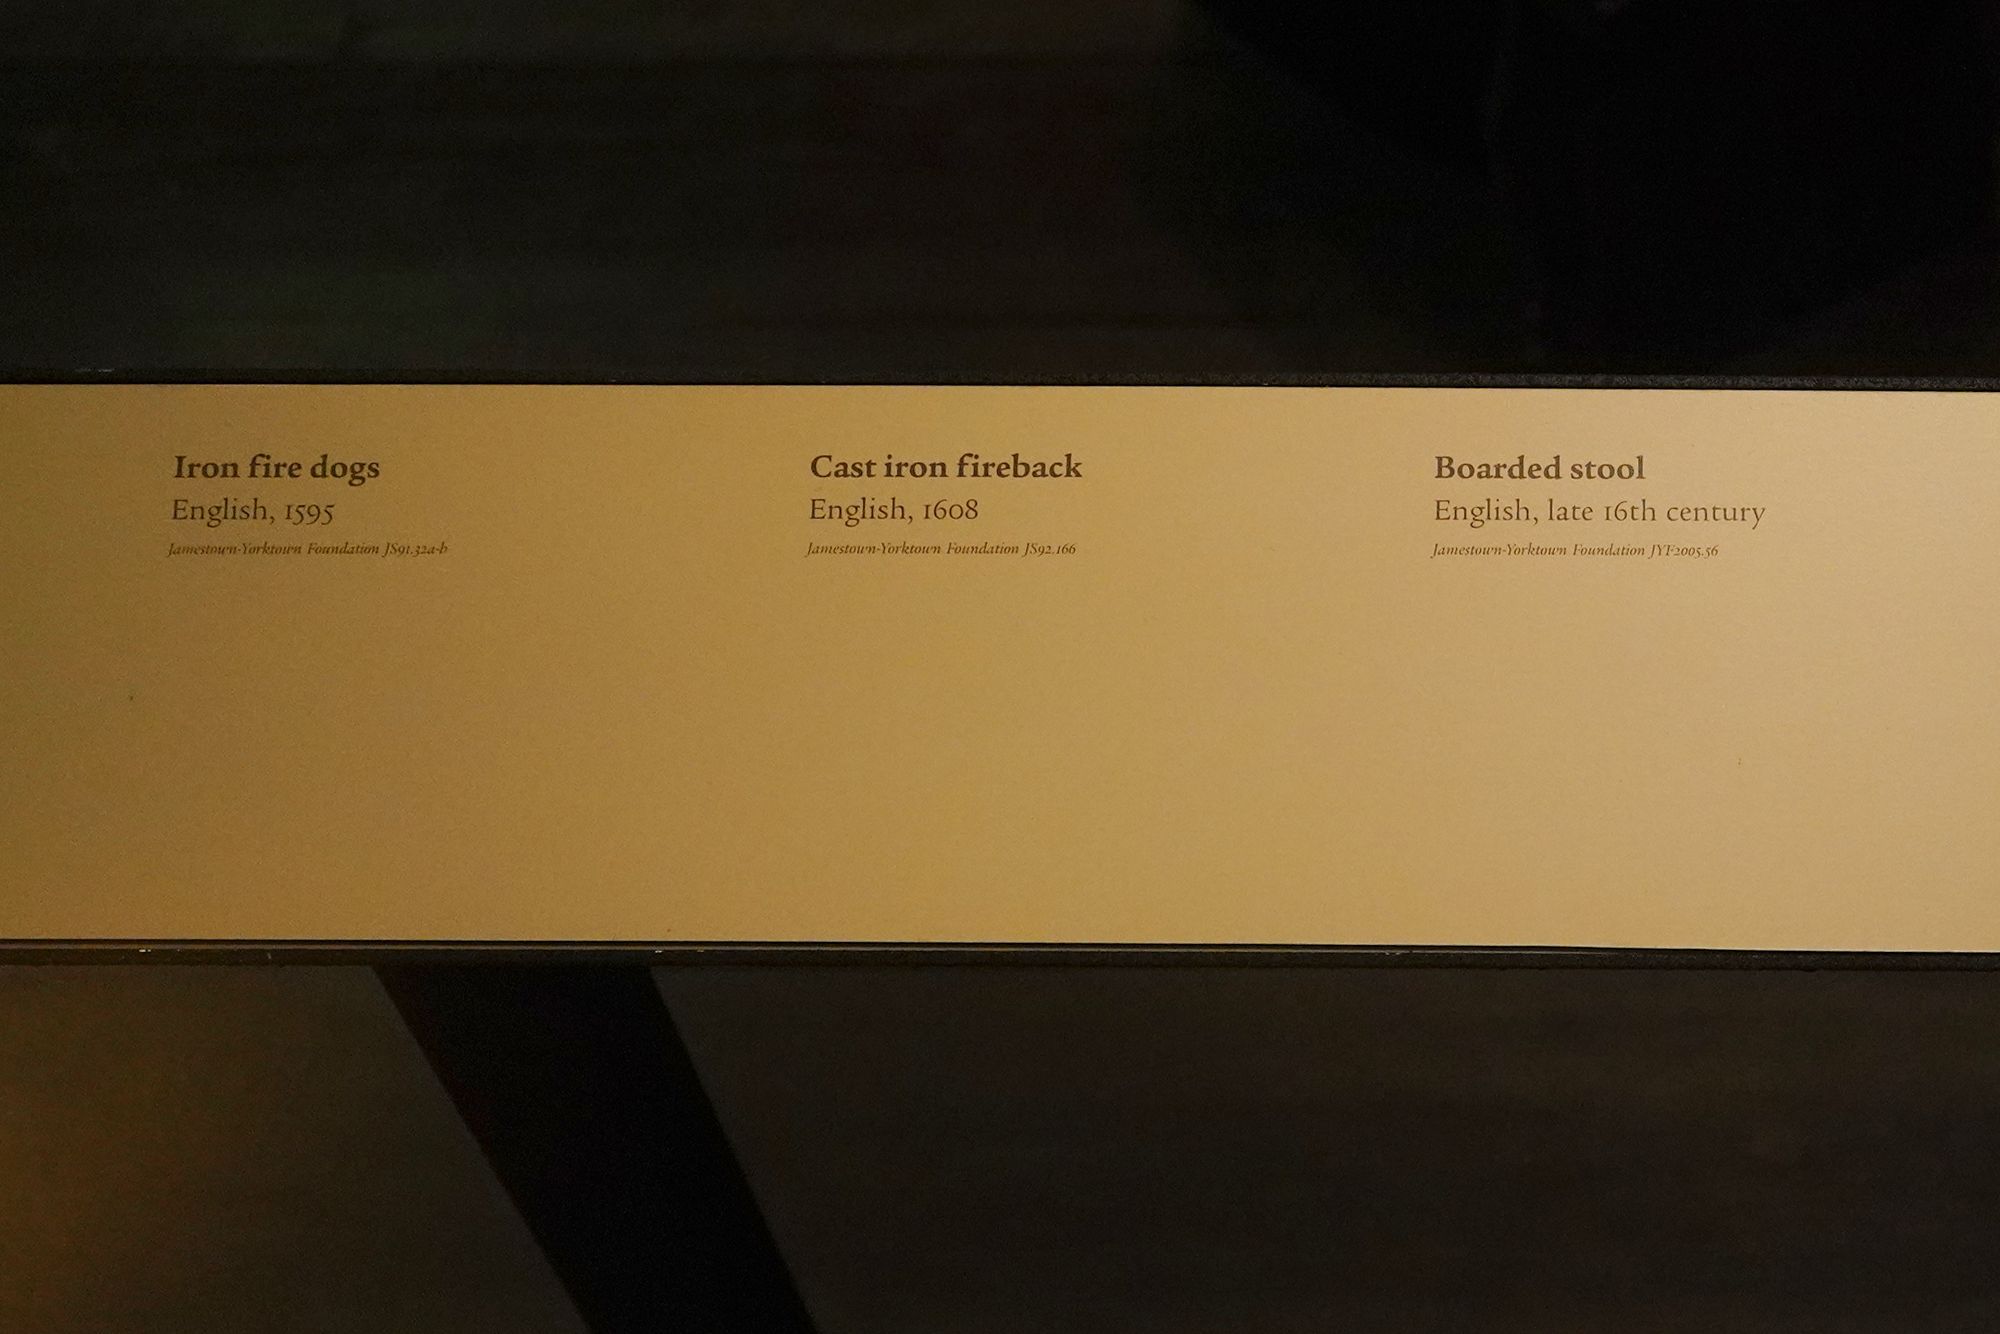 Iron fire dogs
English, 1595
Jamestown-Yorktown Foundation JS91.32a-b
Cast iron fireback
English, 1608
Jamestown-Yorktown Foundation JS92.166
Boarded stool
English, late 16th century
Jamestown-Yorktown Foundation JYF2005.56